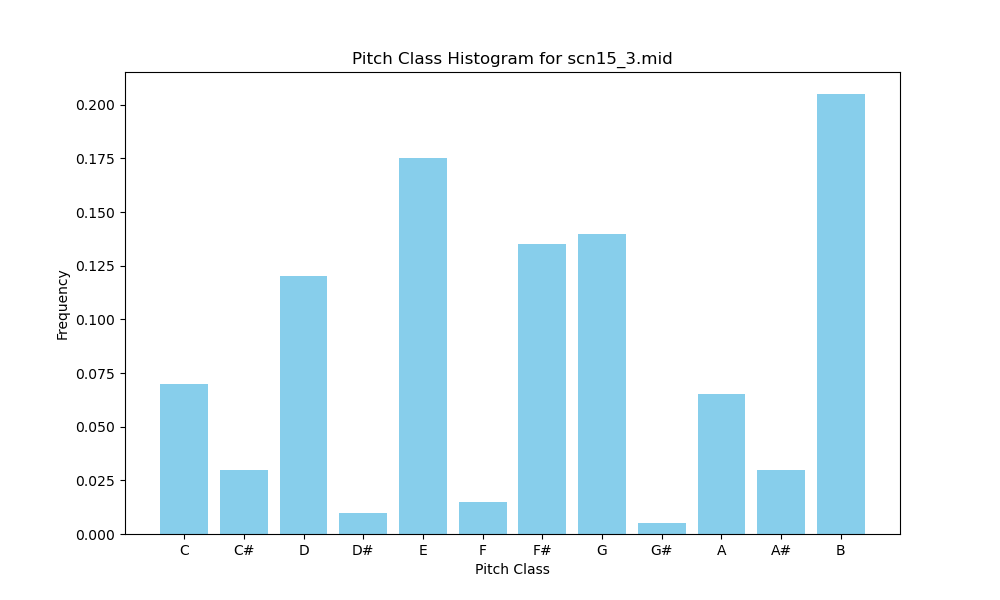 Pitch Class Histogram for scn15_3.mid
0.200
0.175
0.150
0.125
0.100
0.075
0.050
0.025
0.000
Frequency
C C# D D# E F F# G G# A A# B
Pitch Class